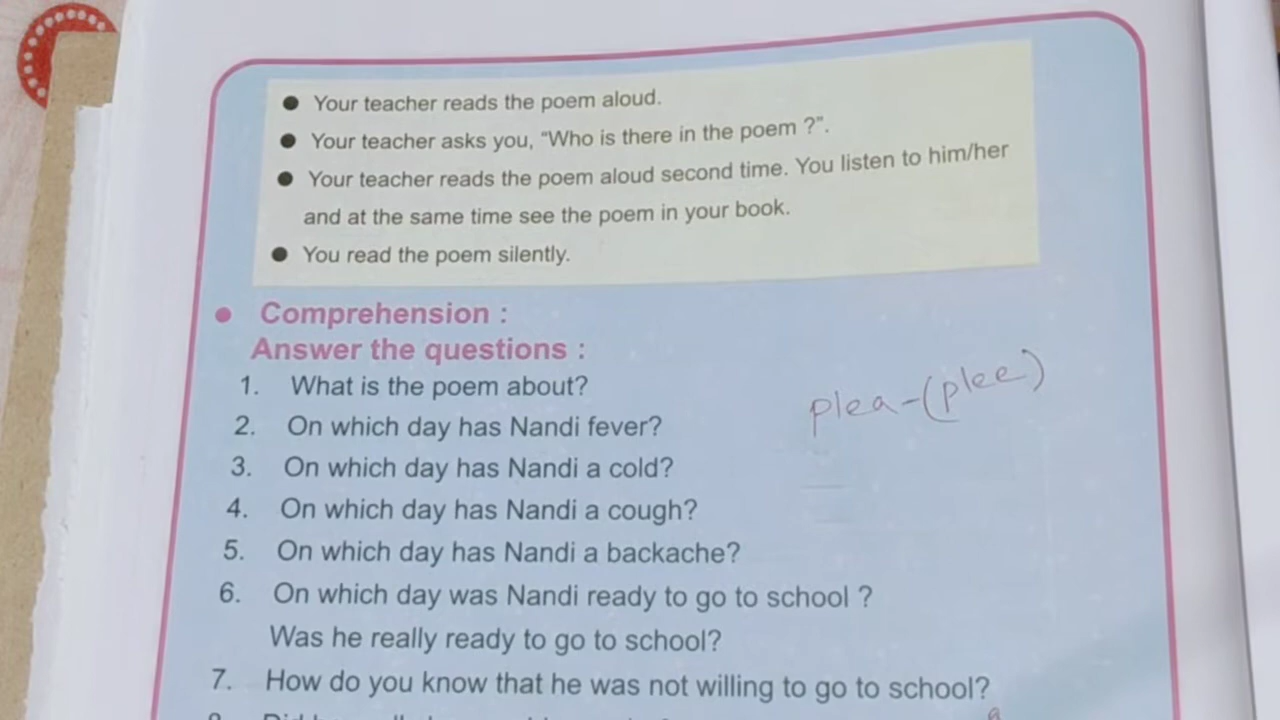 ● Your teacher reads the poem aloud.
● Your teacher asks you, “Who is there in the poem ?”.
● Your teacher reads the poem aloud second time. You listen to him/her
and at the same time see the poem in your book.
● You read the poem silently.
● Comprehension :
Answer the questions :
1. What is the poem about?
plea-(plee)
2. On which day has Nandi fever?
3. On which day has Nandi a cold?
4. On which day has Nandi a cough?
5. On which day has Nandi a backache?
6. On which day was Nandi ready to go to school ?
Was he really ready to go to school?
7. How do you know that he was not willing to go to school?